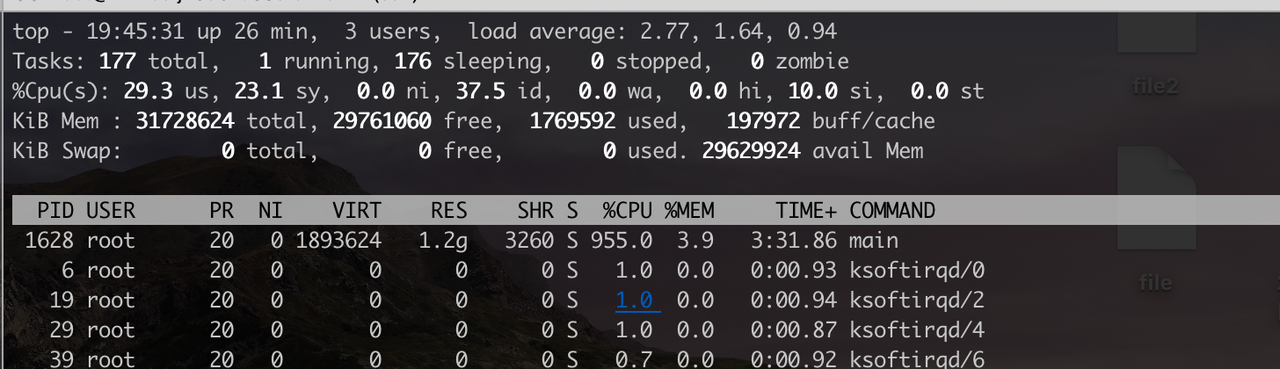 top - 19:45:31 up 26 min,  3 users,  load average: 2.77, 1.64, 0.94
Tasks: 177 total,   1 running, 176 sleeping,   0 stopped,   0 zombie
%Cpu(s): 29.3 us, 23.1 sy,  0.0 ni, 37.5 id,  0.0 wa,  0.0 hi, 10.0 si,  0.0 st
KiB Mem : 31728624 total, 29761060 free,  1769592 used,   197972 buff/cache
KiB Swap:        0 total,        0 free,        0 used. 29629924 avail Mem
PID USER      PR  NI    VIRT    RES    SHR S  %CPU %MEM     TIME+ COMMAND
1628 root      20   0 1893624   1.2g   3260 S 955.0  3.9   3:31.86 main
6 root      20   0       0      0      0 S   1.0  0.0   0:00.93 ksoftirqd/0
19 root      20   0       0      0      0 S   1.0  0.0   0:00.94 ksoftirqd/2
29 root      20   0       0      0      0 S   1.0  0.0   0:00.87 ksoftirqd/4
39 root      20   0       0      0      0 S   0.7  0.0   0:00.92 ksoftirqd/6
file2
file